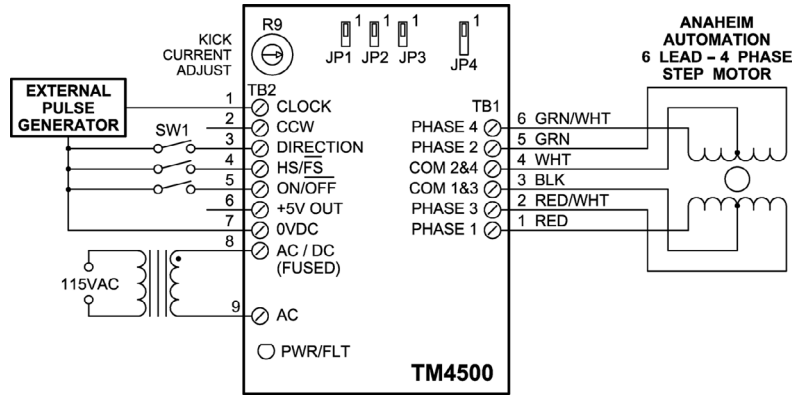 R9
KICK
CURRENT
ADJUST
1
JP1
1
JP2
1
JP3
1
JP4
ANAHEIM
AUTOMATION
6 LEAD – 4 PHASE
STEP MOTOR
EXTERNAL
PULSE
GENERATOR
SW1
TB2
1 CLOCK
2 CCW
3 DIRECTION
4 HS/FS
5 ON/OFF
6 +5V OUT
7 0VDC
8 AC / DC
(FUSED)
9 AC
115VAC
TB1
PHASE 4 6 GRN/WHT
PHASE 2 5 GRN
COM 2&4 4 WHT
COM 1&3 3 BLK
PHASE 3 2 RED/WHT
PHASE 1 1 RED
PWR/FLT
TM4500